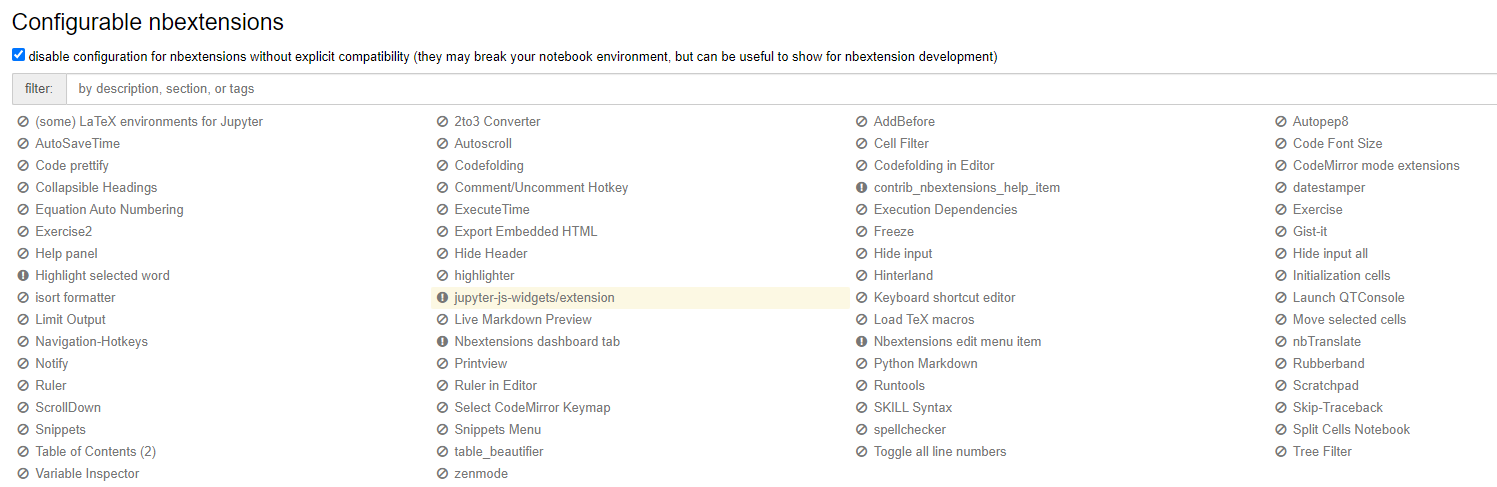 Configurable nbextensions
disable configuration for nbextensions without explicit compatibility (they may break your notebook environment, but can be useful to show for nbextension development)
filter: by description, section, or tags
(some) LaTeX environments for Jupyter 2to3 Converter AddBefore Autopep8
AutoSaveTime Autoscroll Cell Filter Code Font Size
Code prettify Codefolding Codefolding in Editor CodeMirror mode extensions
Collapsible Headings Comment/Uncomment Hotkey contrib_nbextensions_help_item datestamper
Equation Auto Numbering ExecuteTime Execution Dependencies Exercise
Exercise2 Export Embedded HTML Freeze Gist-it
Help panel Hide Header Hide input Hide input all
Highlight selected word highlighter Hinterland Initialization cells
isort formatter jupyter-js-widgets/extension Keyboard shortcut editor Launch QTConsole
Limit Output Live Markdown Preview Load TeX macros Move selected cells
Navigation-Hotkeys Nbextensions dashboard tab Nbextensions edit menu item nbTranslate
Notify Printview Python Markdown Rubberband
Ruler Ruler in Editor Runtools Scratchpad
ScrollDown Select CodeMirror Keymap SKILL Syntax Skip-Traceback
Snippets Snippets Menu spellchecker Split Cells Notebook
Table of Contents (2) table_beautifier Toggle all line numbers Tree Filter
Variable Inspector zenmode